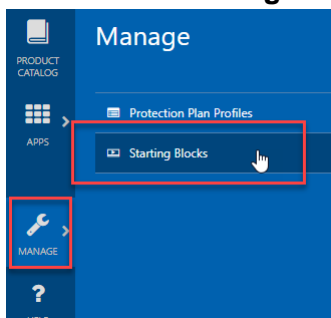 PRODUCT
CATALOG
APPS
MANAGE
?
Manage
Protection Plan Profiles
Starting Blocks